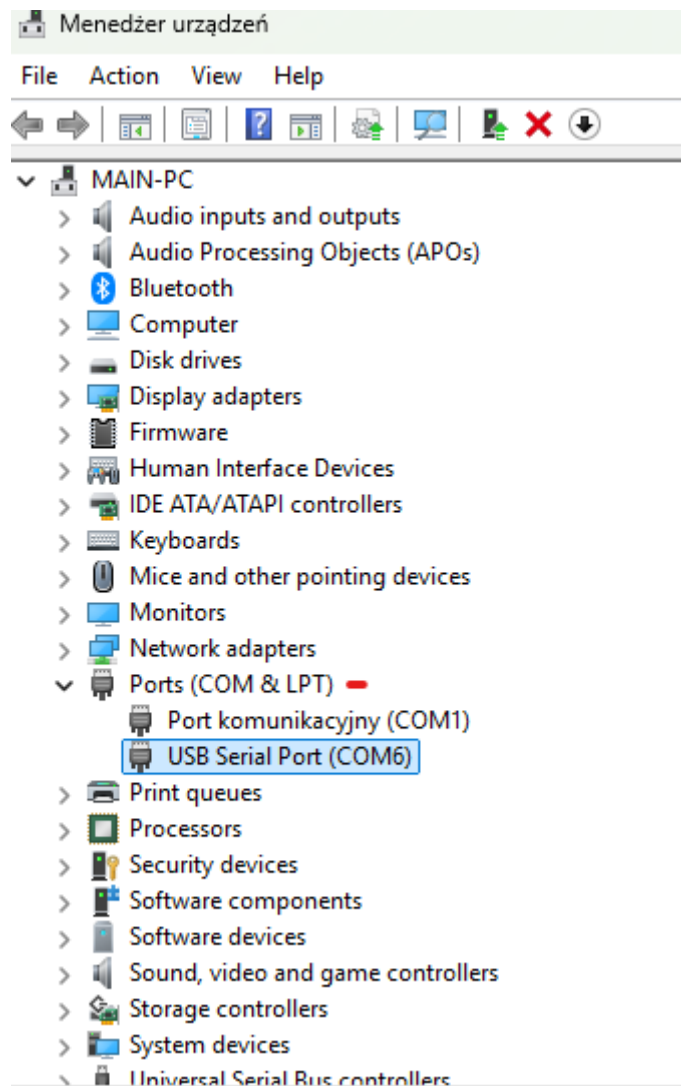 Menedżer urządzeń
File Action View Help
MAIN-PC
Audio inputs and outputs
Audio Processing Objects (APOs)
Bluetooth
Computer
Disk drives
Display adapters
Firmware
Human Interface Devices
IDE ATA/ATAPI controllers
Keyboards
Mice and other pointing devices
Monitors
Network adapters
Ports (COM & LPT)
Port komunikacyjny (COM1)
USB Serial Port (COM6)
Print queues
Processors
Security devices
Software components
Software devices
Sound, video and game controllers
Storage controllers
System devices
Universal Serial Bus controllers